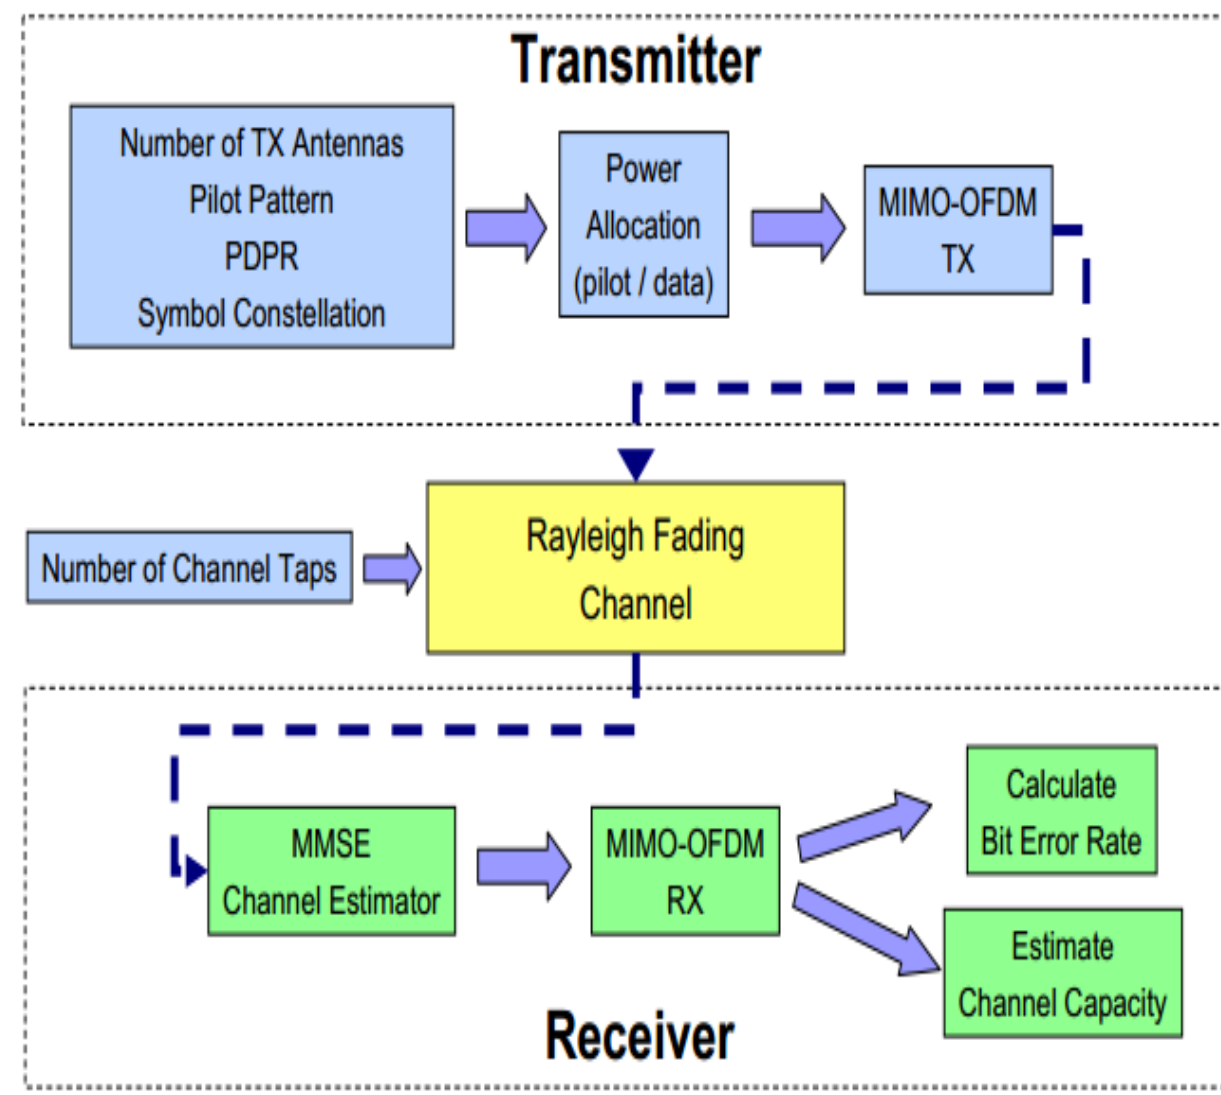 Transmitter
Number of TX Antennas
Pilot Pattern
PDPR
Symbol Constellation
Power
Allocation
(pilot / data)
MIMO-OFDM
TX
Number of Channel Taps
Rayleigh Fading
Channel
MMSE
Channel Estimator
MIMO-OFDM
RX
Calculate
Bit Error Rate
Estimate
Channel Capacity
Receiver